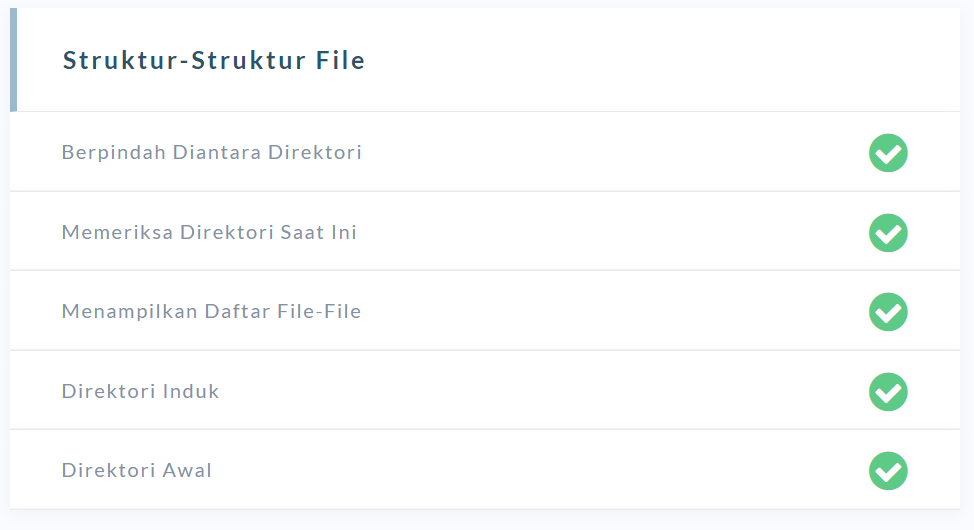 Struktur-Struktur File
Berpindah Diantara Direktori
Memeriksa Direktori Saat Ini
Menampilkan Daftar File-File
Direktori Induk
Direktori Awal